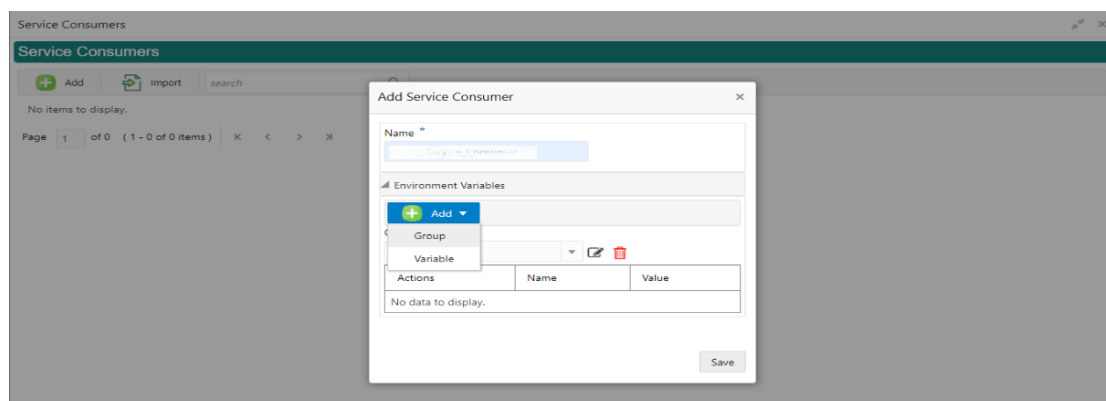 Service Consumers
Service Consumers
Add Import search
No items to display.
Page 1 of 0 ( 1 - 0 of 0 items )
Add Service Consumer
Name *
Environment Variables
Add
Group
Variable
Actions Name Value
No data to display.
Save